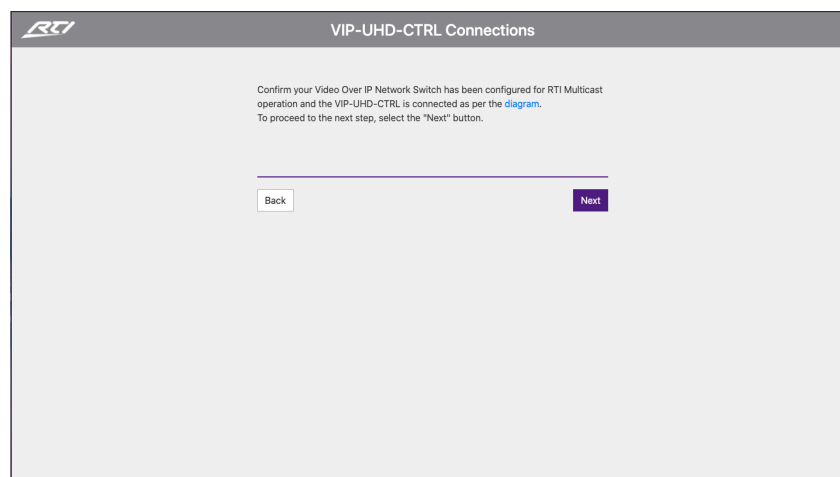 RTI
VIP-UHD-CTRL Connections
Confirm your Video Over IP Network Switch has been configured for RTI Multicast
operation and the VIP-UHD-CTRL is connected as per the diagram.
To proceed to the next step, select the "Next" button.
Back
Next